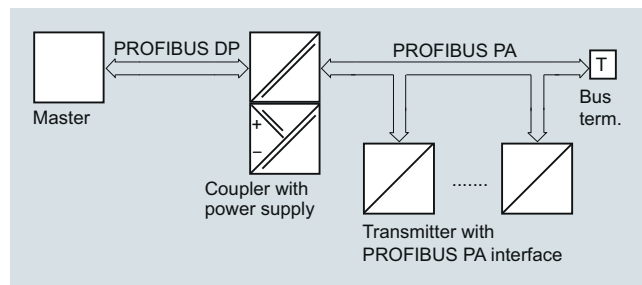 PROFIBUS DP
PROFIBUS PA
T
Master
Bus
term.
+
–
Coupler with
power supply
.......
Transmitter with
PROFIBUS PA interface